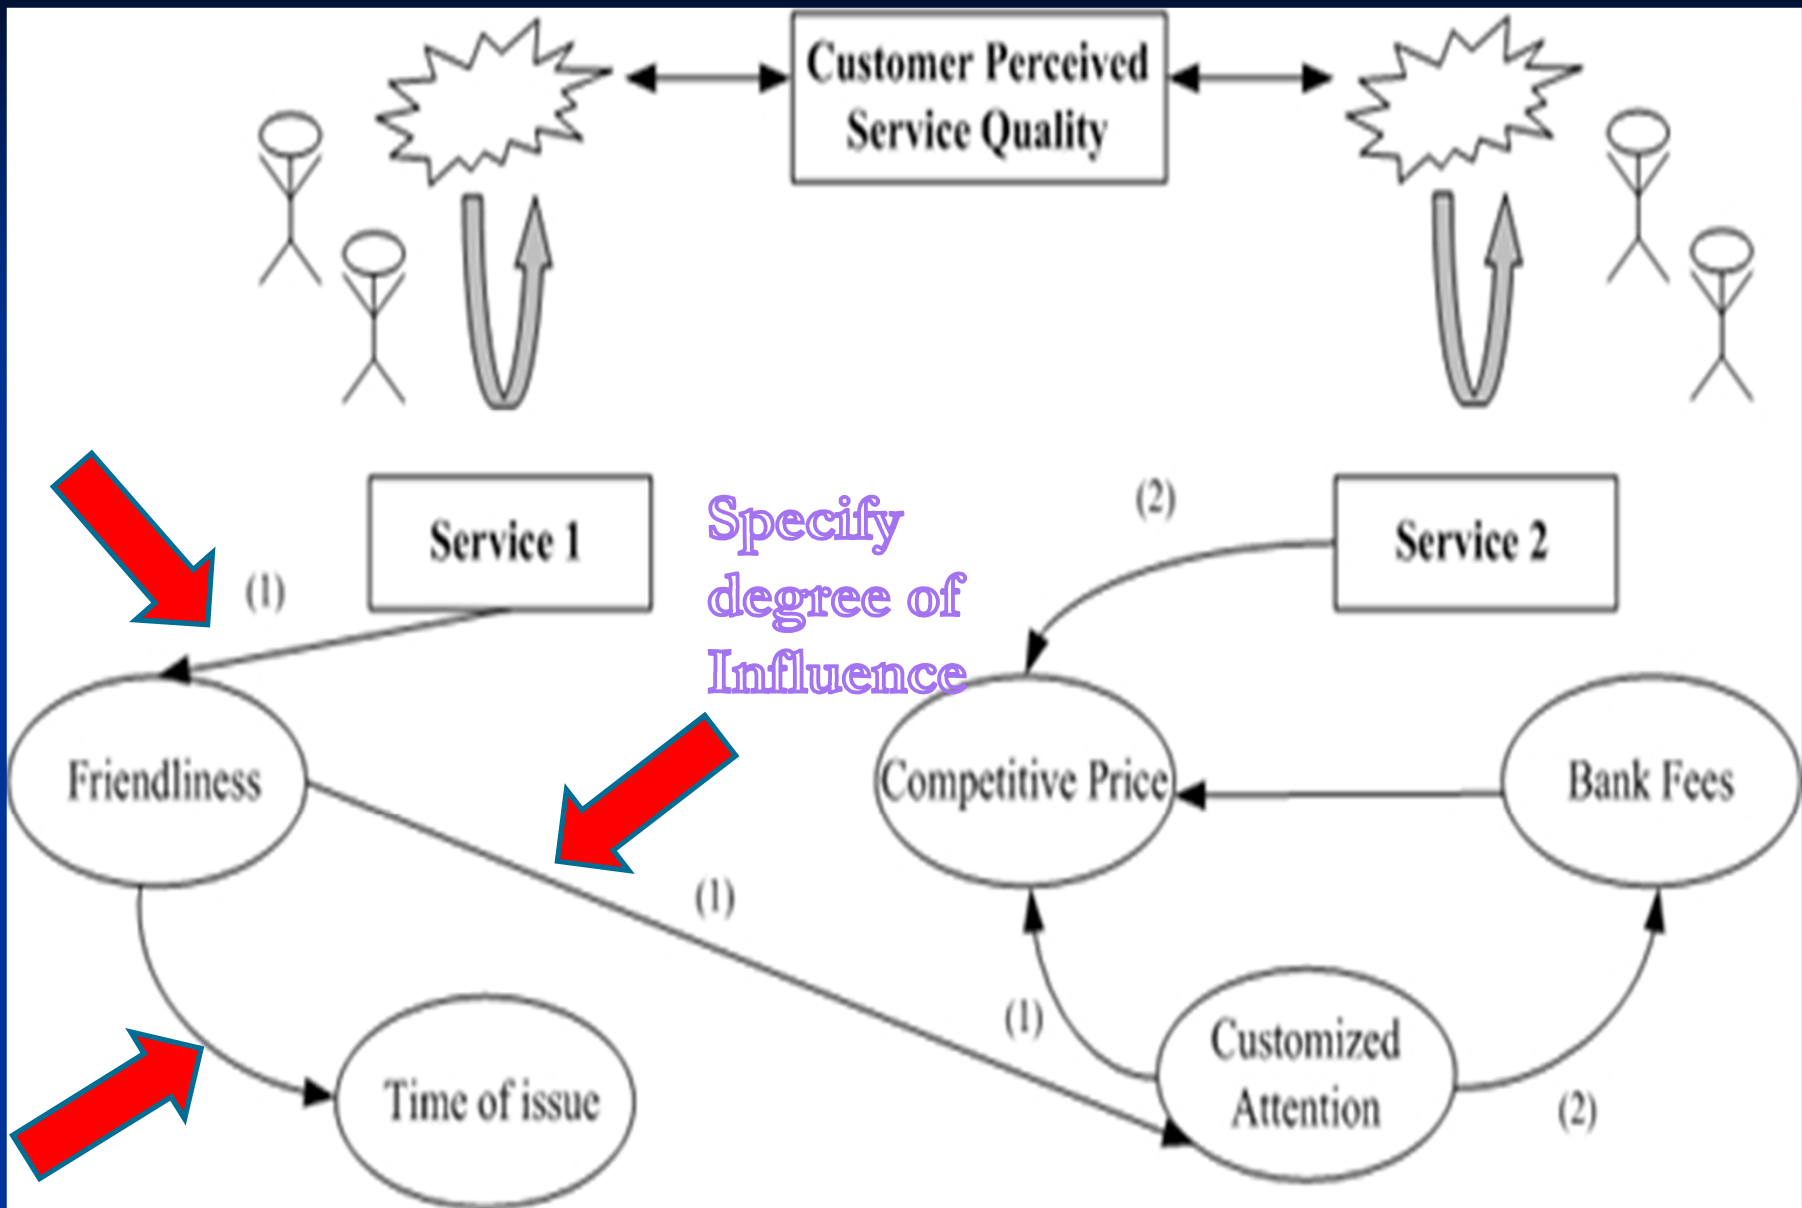 Customer Perceived
Service Quality
Service 1
Specify
degree of
Influence
(2)
Service 2
(1)
Friendliness
Competitive Price
Bank Fees
(1)
(1)
Customized
Attention
(2)
Time of issue